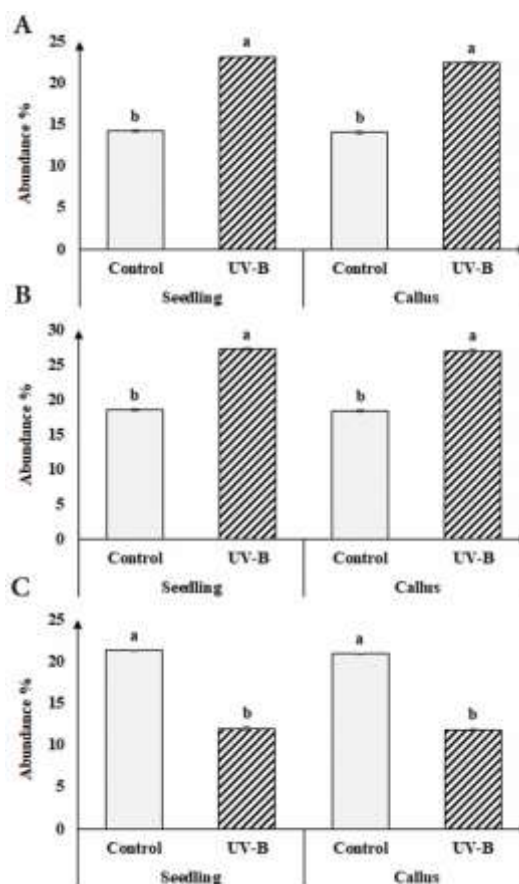 A
Abundance %
25
20
15
10
5
0
b
a
b
a
Control
UV-B
Control
UV-B
Seedling
Callus
B
Abundance %
30
25
20
15
10
5
0
b
a
b
a
Control
UV-B
Control
UV-B
Seedling
Callus
C
Abundance %
25
20
15
10
5
0
a
b
a
b
Control
UV-B
Control
UV-B
Seedling
Callus